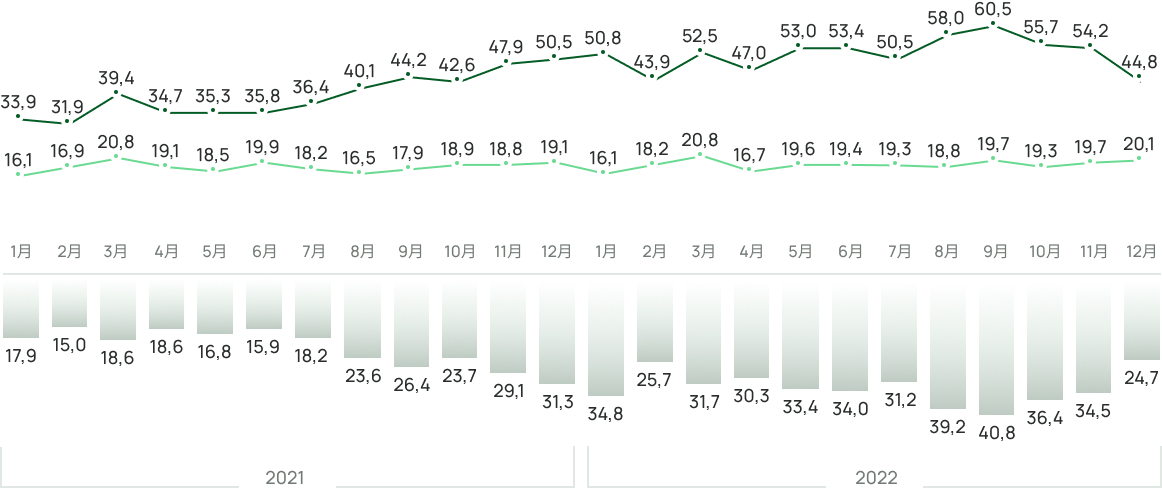 33,9 31,9 39,4 34,7 35,3 35,8 36,4 40,1 44,2 42,6 47,9 50,5 50,8 43,9 52,5 47,0 53,0 53,4 50,5 58,0 60,5 55,7 54,2 44,8
16,1 16,9 20,8 19,1 18,5 19,9 18,2 16,5 17,9 18,9 18,8 19,1 16,1 18,2 20,8 16,7 19,6 19,4 19,3 18,8 19,7 19,3 19,7 20,1
1月 2月 3月 4月 5月 6月 7月 8月 9月 10月 11月 12月 1月 2月 3月 4月 5月 6月 7月 8月 9月 10月 11月 12月
17,9 15,0 18,6 18,6 16,8 15,9 18,2 23,6 26,4 23,7 29,1 31,3 34,8 25,7 31,7 30,3 33,4 34,0 31,2 39,2 40,8 36,4 34,5 24,7
2021 2022